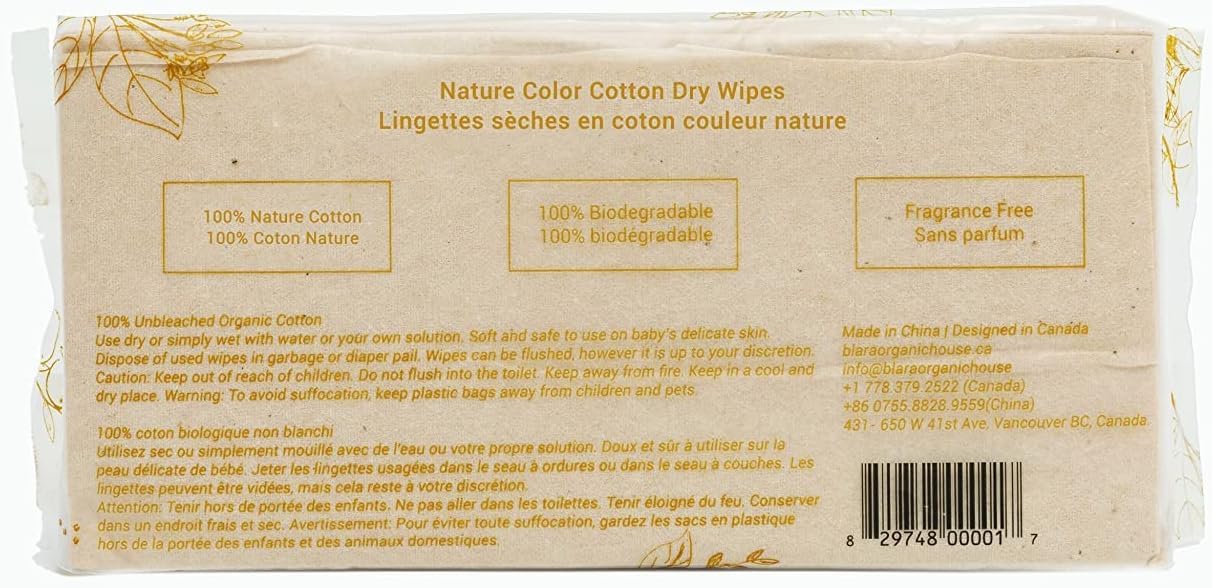 Nature Color Cotton Dry Wipes
Lingettes sèches en coton couleur nature
100% Nature Cotton
100% Coton Nature
100% Biodegradable
100% biodégradable
Fragrance Free
Sans parfum
100% Unbleached Organic Cotton
Use dry or simply wet with water or your own solution. Soft and safe to use on baby's delicate skin.
Dispose of used wipes in garbage or diaper pail. Wipes can be flushed, however it is up to your discretion.
Caution: Keep out of reach of children. Do not flush into the toilet. Keep away from fire. Keep in a cool and
dry place. Warning: To avoid suffocation, keep plastic bags away from children and pets.
100% coton biologique non blanchi
Utilisez sec ou simplement mouillé avec de l'eau ou votre propre solution. Doux et sûr à utiliser sur la
peau délicate de bébé. Jeter les lingettes usagées dans le seau à ordures ou dans le seau à couches. Les
lingettes peuvent être vidées, mais cela reste à votre discrétion.
Attention: Tenir hors de portée des enfants. Ne pas aller dans les toilettes. Tenir éloigné du feu. Conserver
dans un endroit frais et sec. Avertissement: Pour éviter toute suffocation, gardez les sacs en plastique
hors de la portée des enfants et des animaux domestiques.
Made in China | Designed in Canada
blaraorganichouse.ca
info@blaraorganichouse
+1 778.379.2522 (Canada)
+86 0755.8828.9559(China)
431- 650 W 41st Ave, Vancouver BC, Canada.
8 29748 00001 7